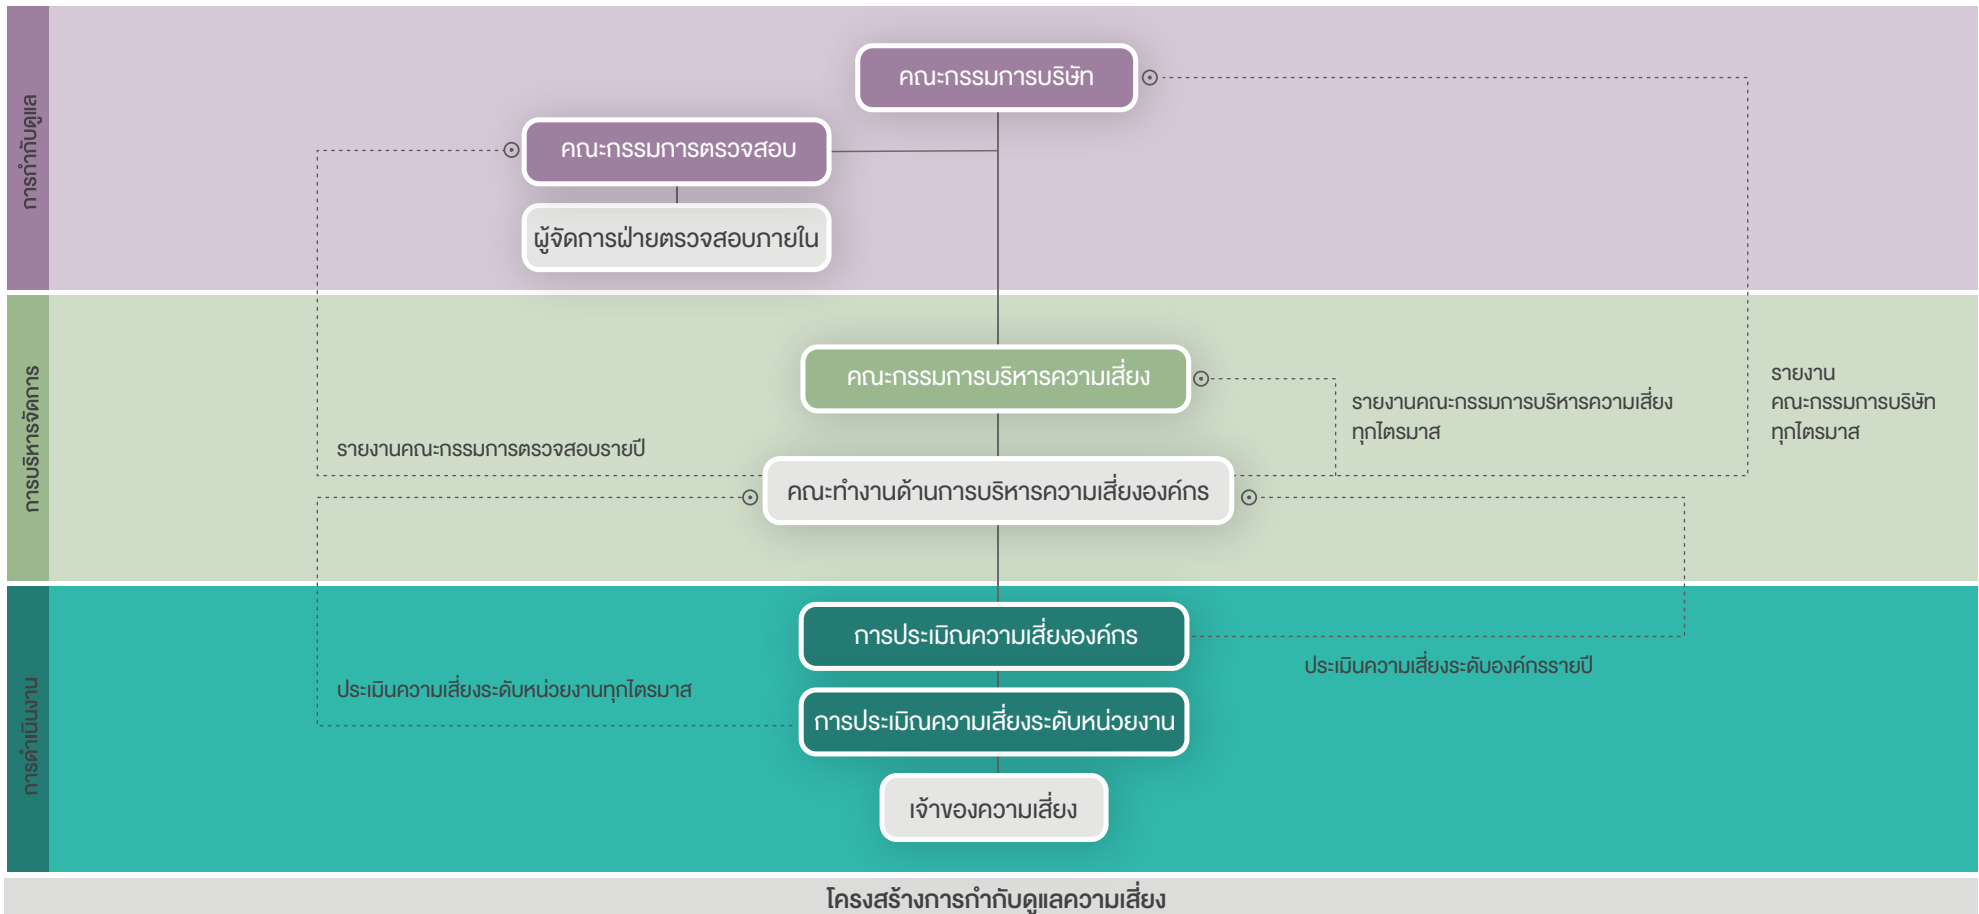 การกำกับดูแล
คณะกรรมการบริษัท
คณะกรรมการตรวจสอบ
ผู้จัดการฝ่ายตรวจสอบภายใน
การบริหารจัดการ
คณะกรรมการบริหารความเสี่ยง
รายงานคณะกรรมการบริหารความเสี่ยง
ทุกไตรมาส
รายงาน
คณะกรรมการบริษัท
ทุกไตรมาส
รายงานคณะกรรมการตรวจสอบรายปี
คณะทำงานด้านการบริหารความเสี่ยงองค์กร
การดำเนินงาน
การประเมิณความเสี่ยงองค์กร
ประเมินความเสี่ยงระดับองค์กรรายปี
ประเมินความเสี่ยงระดับหน่วยงานทุกไตรมาส
การประเมิณความเสี่ยงระดับหน่วยงาน
เจ้าของความเสี่ยง
โครงสร้างการกำกับดูแลความเสี่ยง